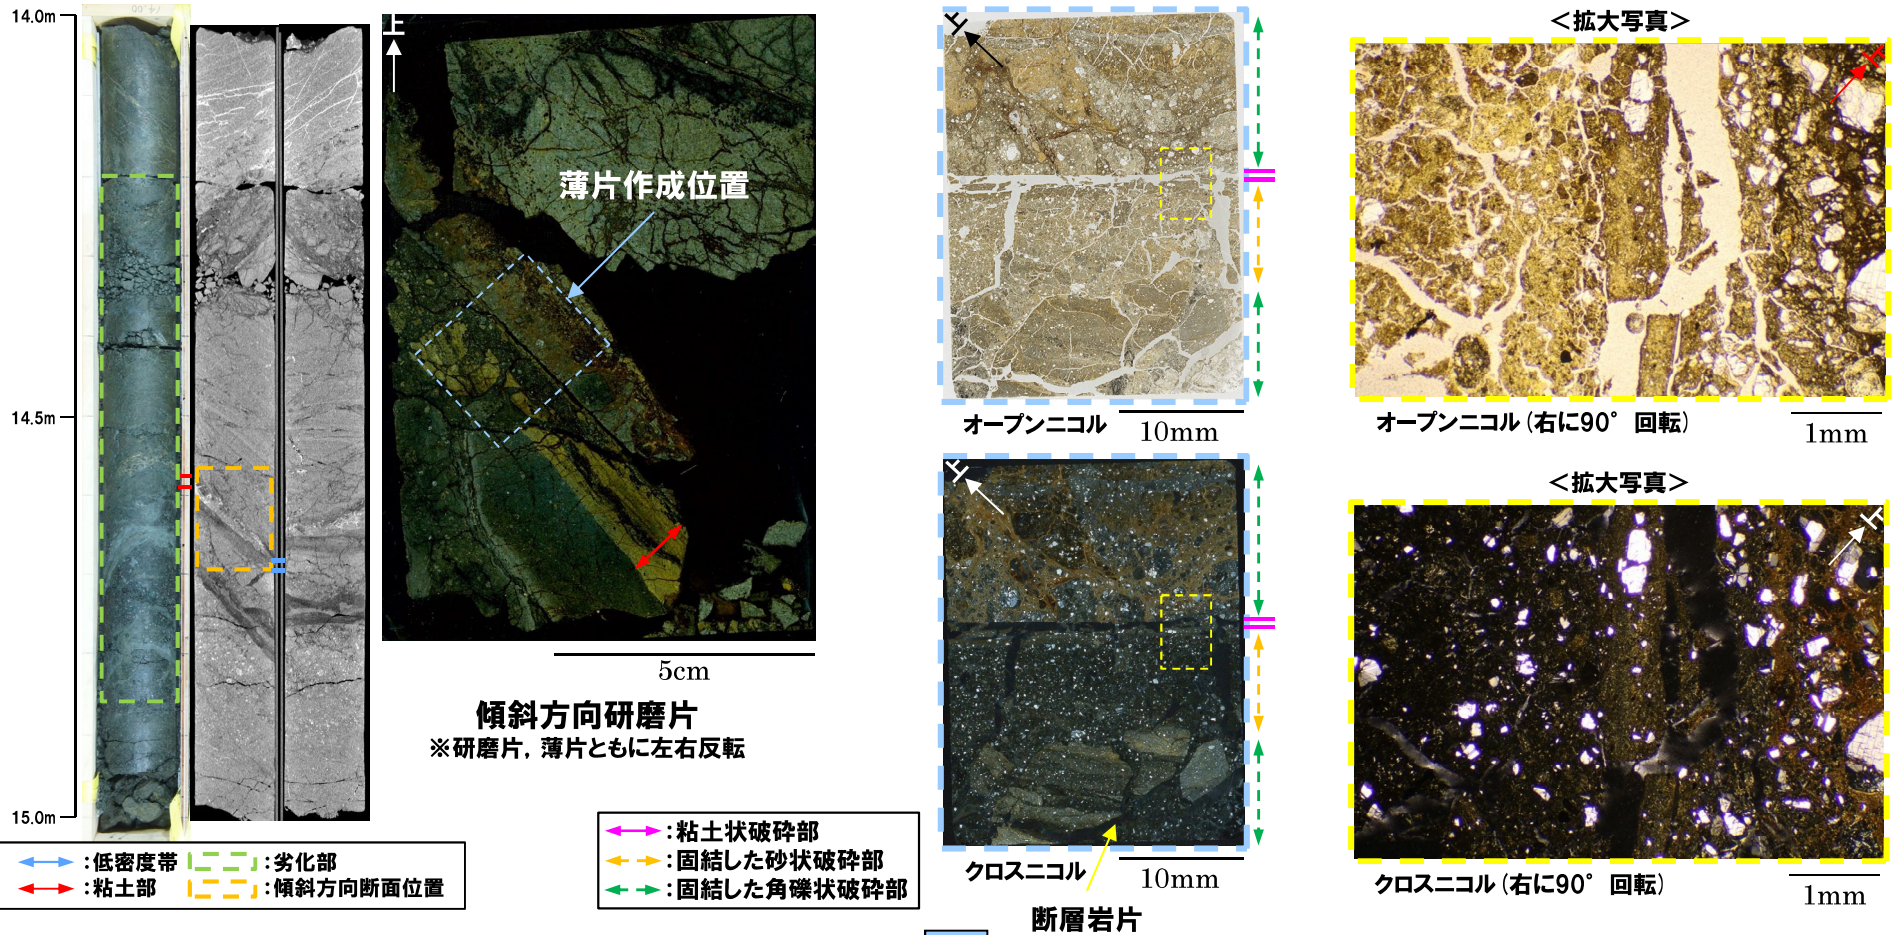 14.0m
14.5m
15.0m
:低密度帯
:劣化部
:粘土部
:傾斜方向断面位置
上
薄片作成位置
5cm
傾斜方向研磨片
※研磨片，薄片ともに左右反転
:粘土状破砕部
:固結した砂状破砕部
:固結した角礫状破砕部
上
オープンニコル
10mm
上
クロスニコル
10mm
断層岩片
＜拡大写真＞
上
オープンニコル（右に90°回転）
1mm
＜拡大写真＞
上
クロスニコル（右に90°回転）
1mm